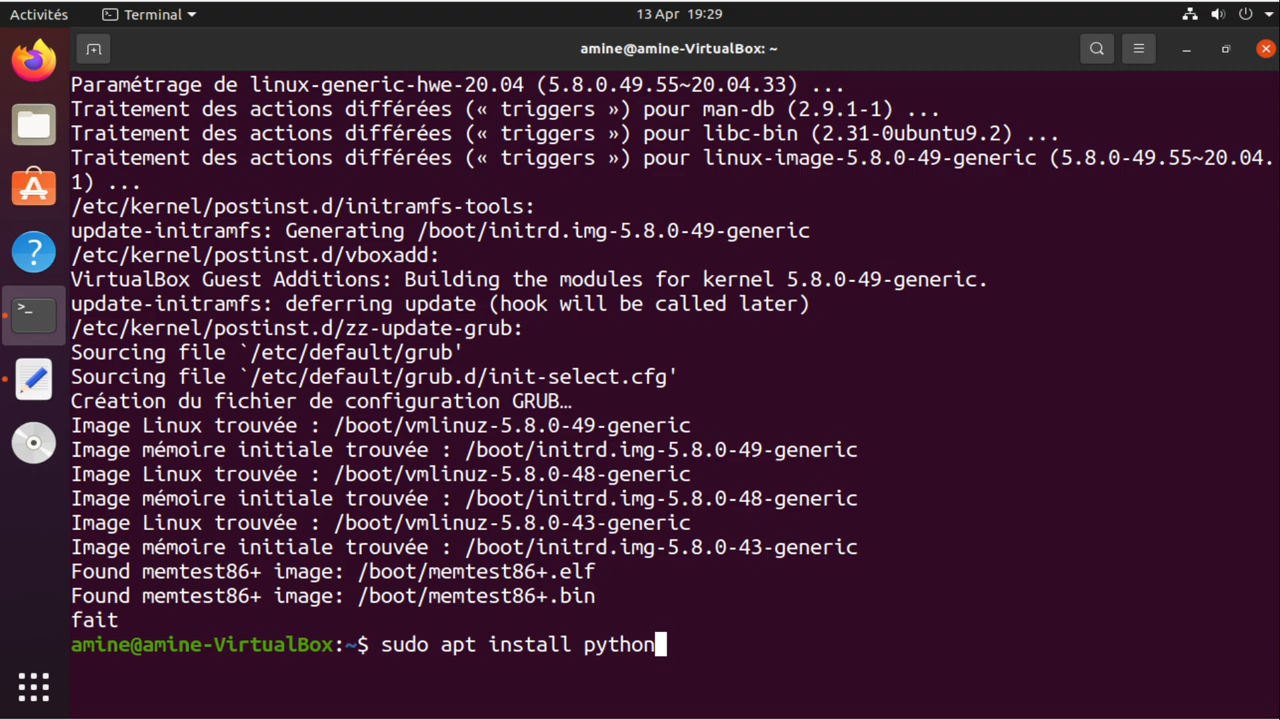 Activités
Terminal
13 Apr 19:29
amine@amine-VirtualBox: ~
Paramétrage de linux-generic-hwe-20.04 (5.8.0.49.55~20.04.33) ...
Traitement des actions différées (« triggers ») pour man-db (2.9.1-1) ...
Traitement des actions différées (« triggers ») pour libc-bin (2.31-0ubuntu9.2) ...
Traitement des actions différées (« triggers ») pour linux-image-5.8.0-49-generic (5.8.0-49.55~20.04.
1) ...
/etc/kernel/postinst.d/initramfs-tools:
update-initramfs: Generating /boot/initrd.img-5.8.0-49-generic
/etc/kernel/postinst.d/vboxadd:
VirtualBox Guest Additions: Building the modules for kernel 5.8.0-49-generic.
update-initramfs: deferring update (hook will be called later)
/etc/kernel/postinst.d/zz-update-grub:
Sourcing file `/etc/default/grub'
Sourcing file `/etc/default/grub.d/init-select.cfg'
Création du fichier de configuration GRUB…
Image Linux trouvée : /boot/vmlinuz-5.8.0-49-generic
Image mémoire initiale trouvée : /boot/initrd.img-5.8.0-49-generic
Image Linux trouvée : /boot/vmlinuz-5.8.0-48-generic
Image mémoire initiale trouvée : /boot/initrd.img-5.8.0-48-generic
Image Linux trouvée : /boot/vmlinuz-5.8.0-43-generic
Image mémoire initiale trouvée : /boot/initrd.img-5.8.0-43-generic
Found memtest86+ image: /boot/memtest86+.elf
Found memtest86+ image: /boot/memtest86+.bin
fait
amine@amine-VirtualBox:~$ sudo apt install python